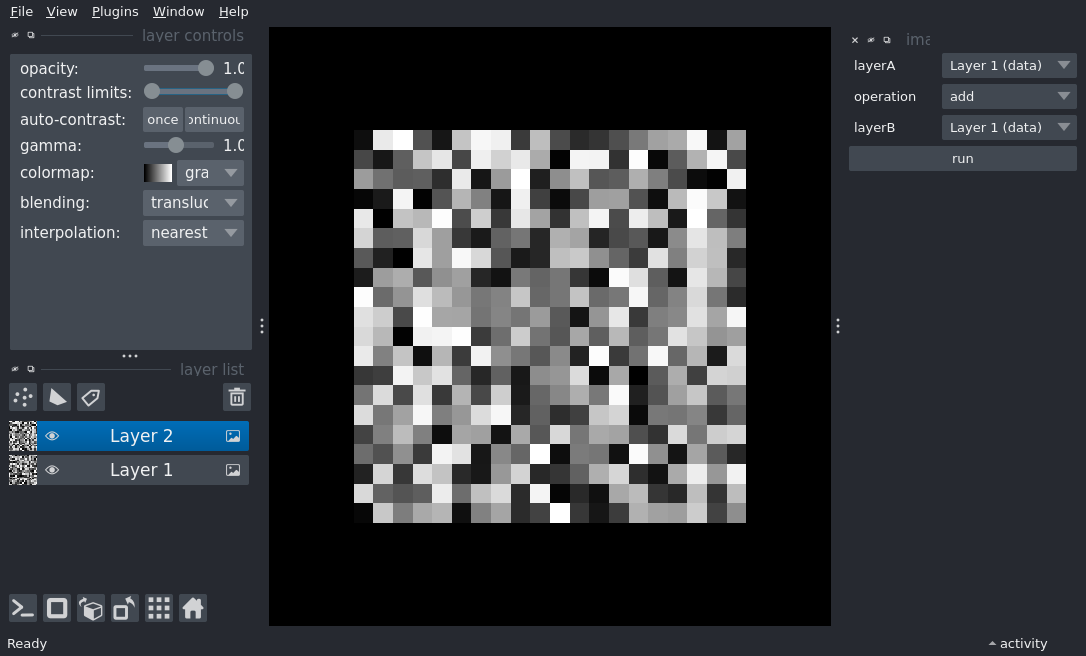 File View Plugins Window Help
layer controls
opacity: 1.0
contrast limits:
auto-contrast: once
gamma: 1.0
colormap: gra
blending: transluc
interpolation: nearest
layer list
Layer 2
Layer 1
Ready
ima
layerA Layer 1 (data)
operation add
layerB Layer 1 (data)
run
activity